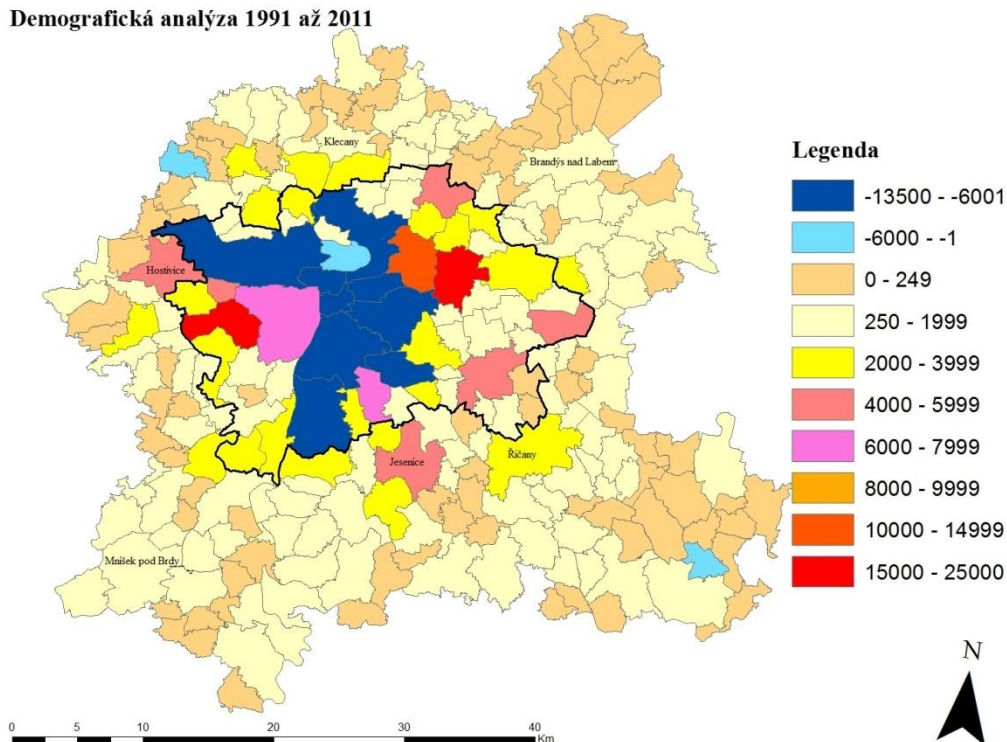 Demografická analýza 1991 až 2011
Klecany
Brandýs nad Labem
Hostivice
Jesenice
Říčany
Mníšek pod Brdy
Legenda
-13500 - -6001
-6000 - -1
0 - 249
250 - 1999
2000 - 3999
4000 - 5999
6000 - 7999
8000 - 9999
10000 - 14999
15000 - 25000
N
0 5 10 20 30 40
Km